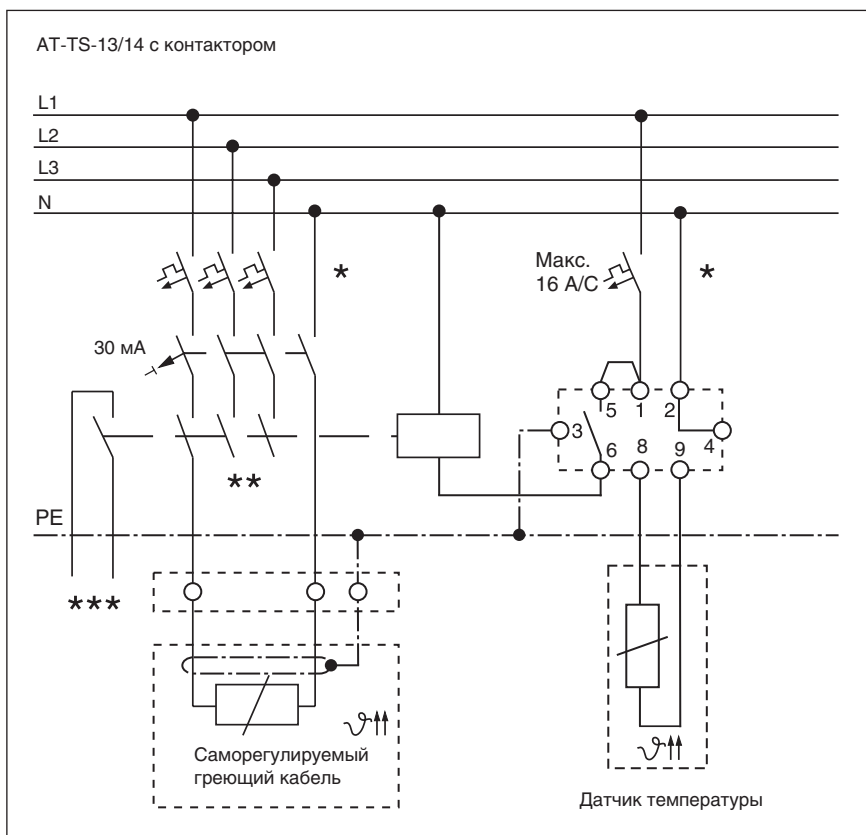 AT-TS-13/14 с контактором
L1
L2
L3
N
*
Макс.
16 A/C
*
30 мА
5 1 2
3
4
6 8 9
**
PE
***
Саморегулируемый
греющий кабель
Датчик температуры